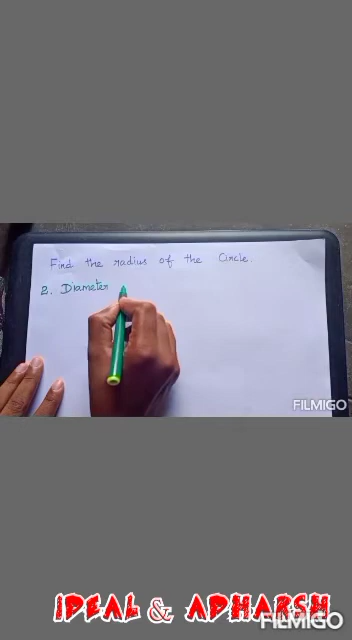 Find the radius of the Circle.
2. Diameter
FILMIGO
IDEAL & ADHARSH
FILMIGO